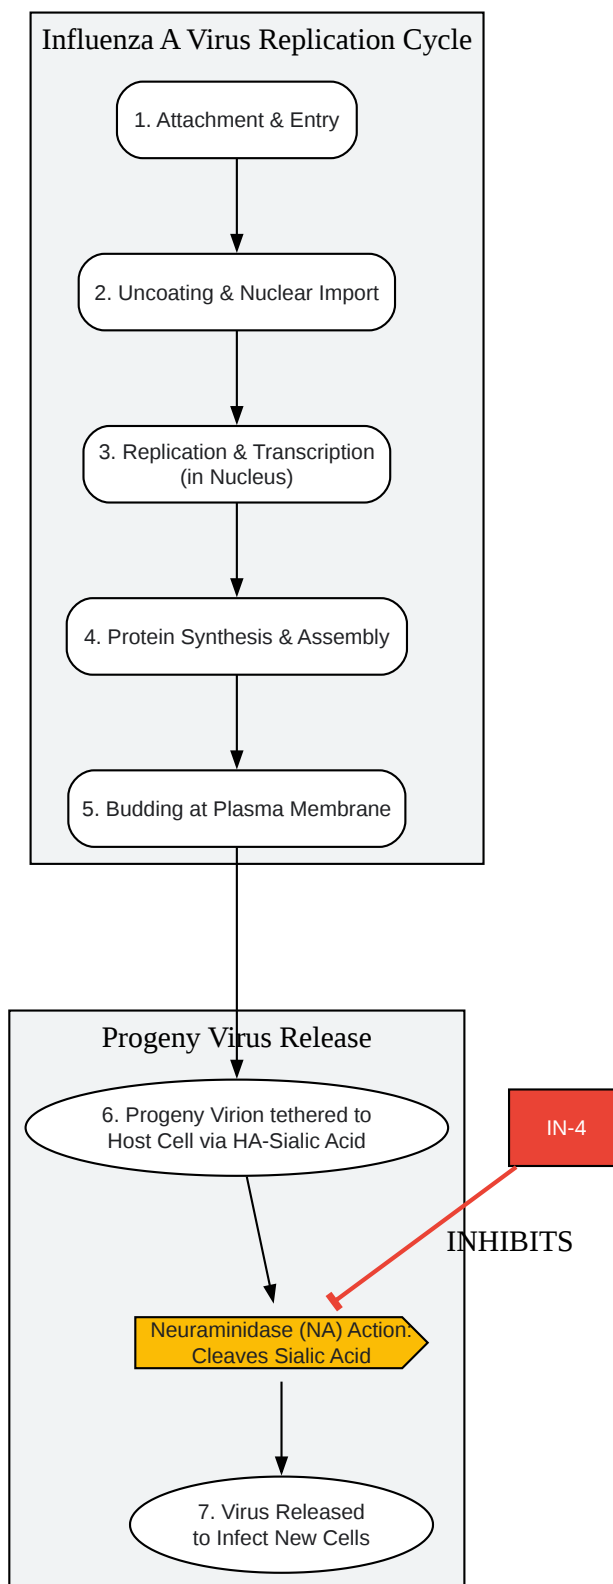 Influenza A Virus Replication Cycle
1. Attachment & Entry
2. Uncoating & Nuclear Import
3. Replication & Transcription
(in Nucleus)
4. Protein Synthesis & Assembly
5. Budding at Plasma Membrane
Progeny Virus Release
6. Progeny Virion tethered to
Host Cell via HA-Sialic Acid
IN-4
INHIBITS
Neuraminidase (NA) Action:
Cleaves Sialic Acid
7. Virus Released
to Infect New Cells